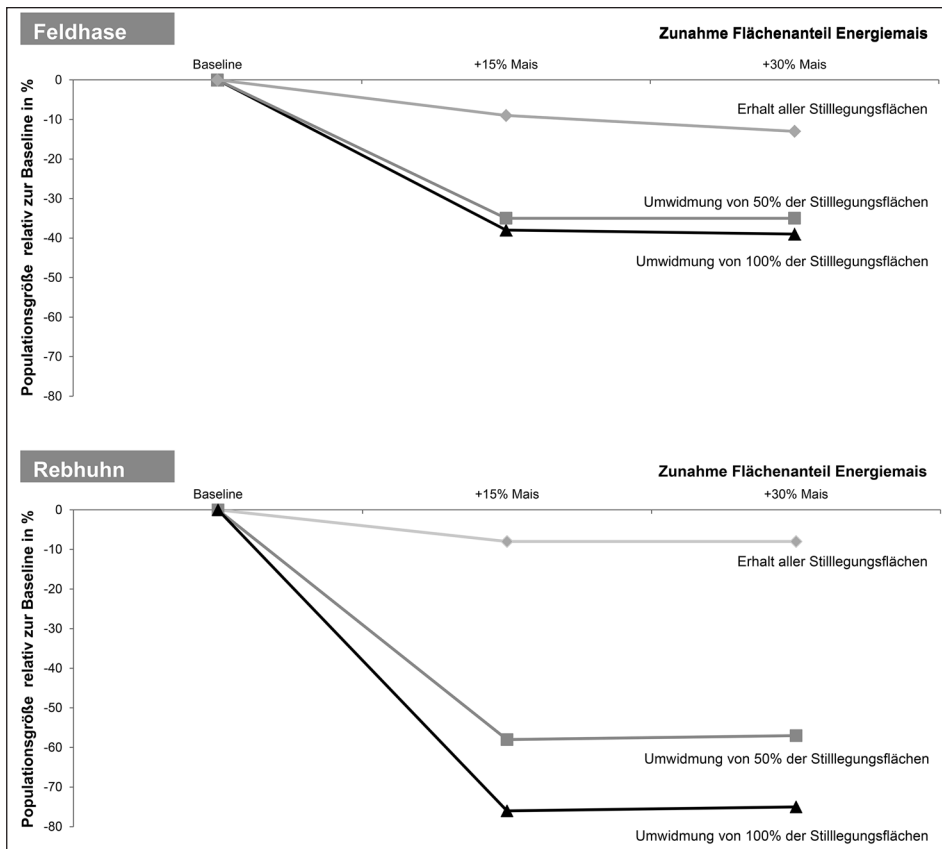 Feldhase
Zunahme Flächenanteil Energiemais
Baseline
+15% Mais
+30% Mais
Populationsgröße relativ zur Baseline in %
0
-10
-20
-30
-40
-50
-60
-70
-80
Erhalt aller Stilllegungsflächen
Umwidmung von 50% der Stilllegungsflächen
Umwidmung von 100% der Stilllegungsflächen
Rebhuhn
Zunahme Flächenanteil Energiemais
Baseline
+15% Mais
+30% Mais
Populationsgröße relativ zur Baseline in %
0
-10
-20
-30
-40
-50
-60
-70
-80
Erhalt aller Stilllegungsflächen
Umwidmung von 50% der Stilllegungsflächen
Umwidmung von 100% der Stilllegungsflächen